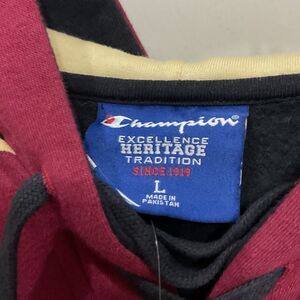 Champion®
EXCELLENCE
HERITAGE
TRADITION
SINCE 1919
L
MADE IN
PAKISTAN